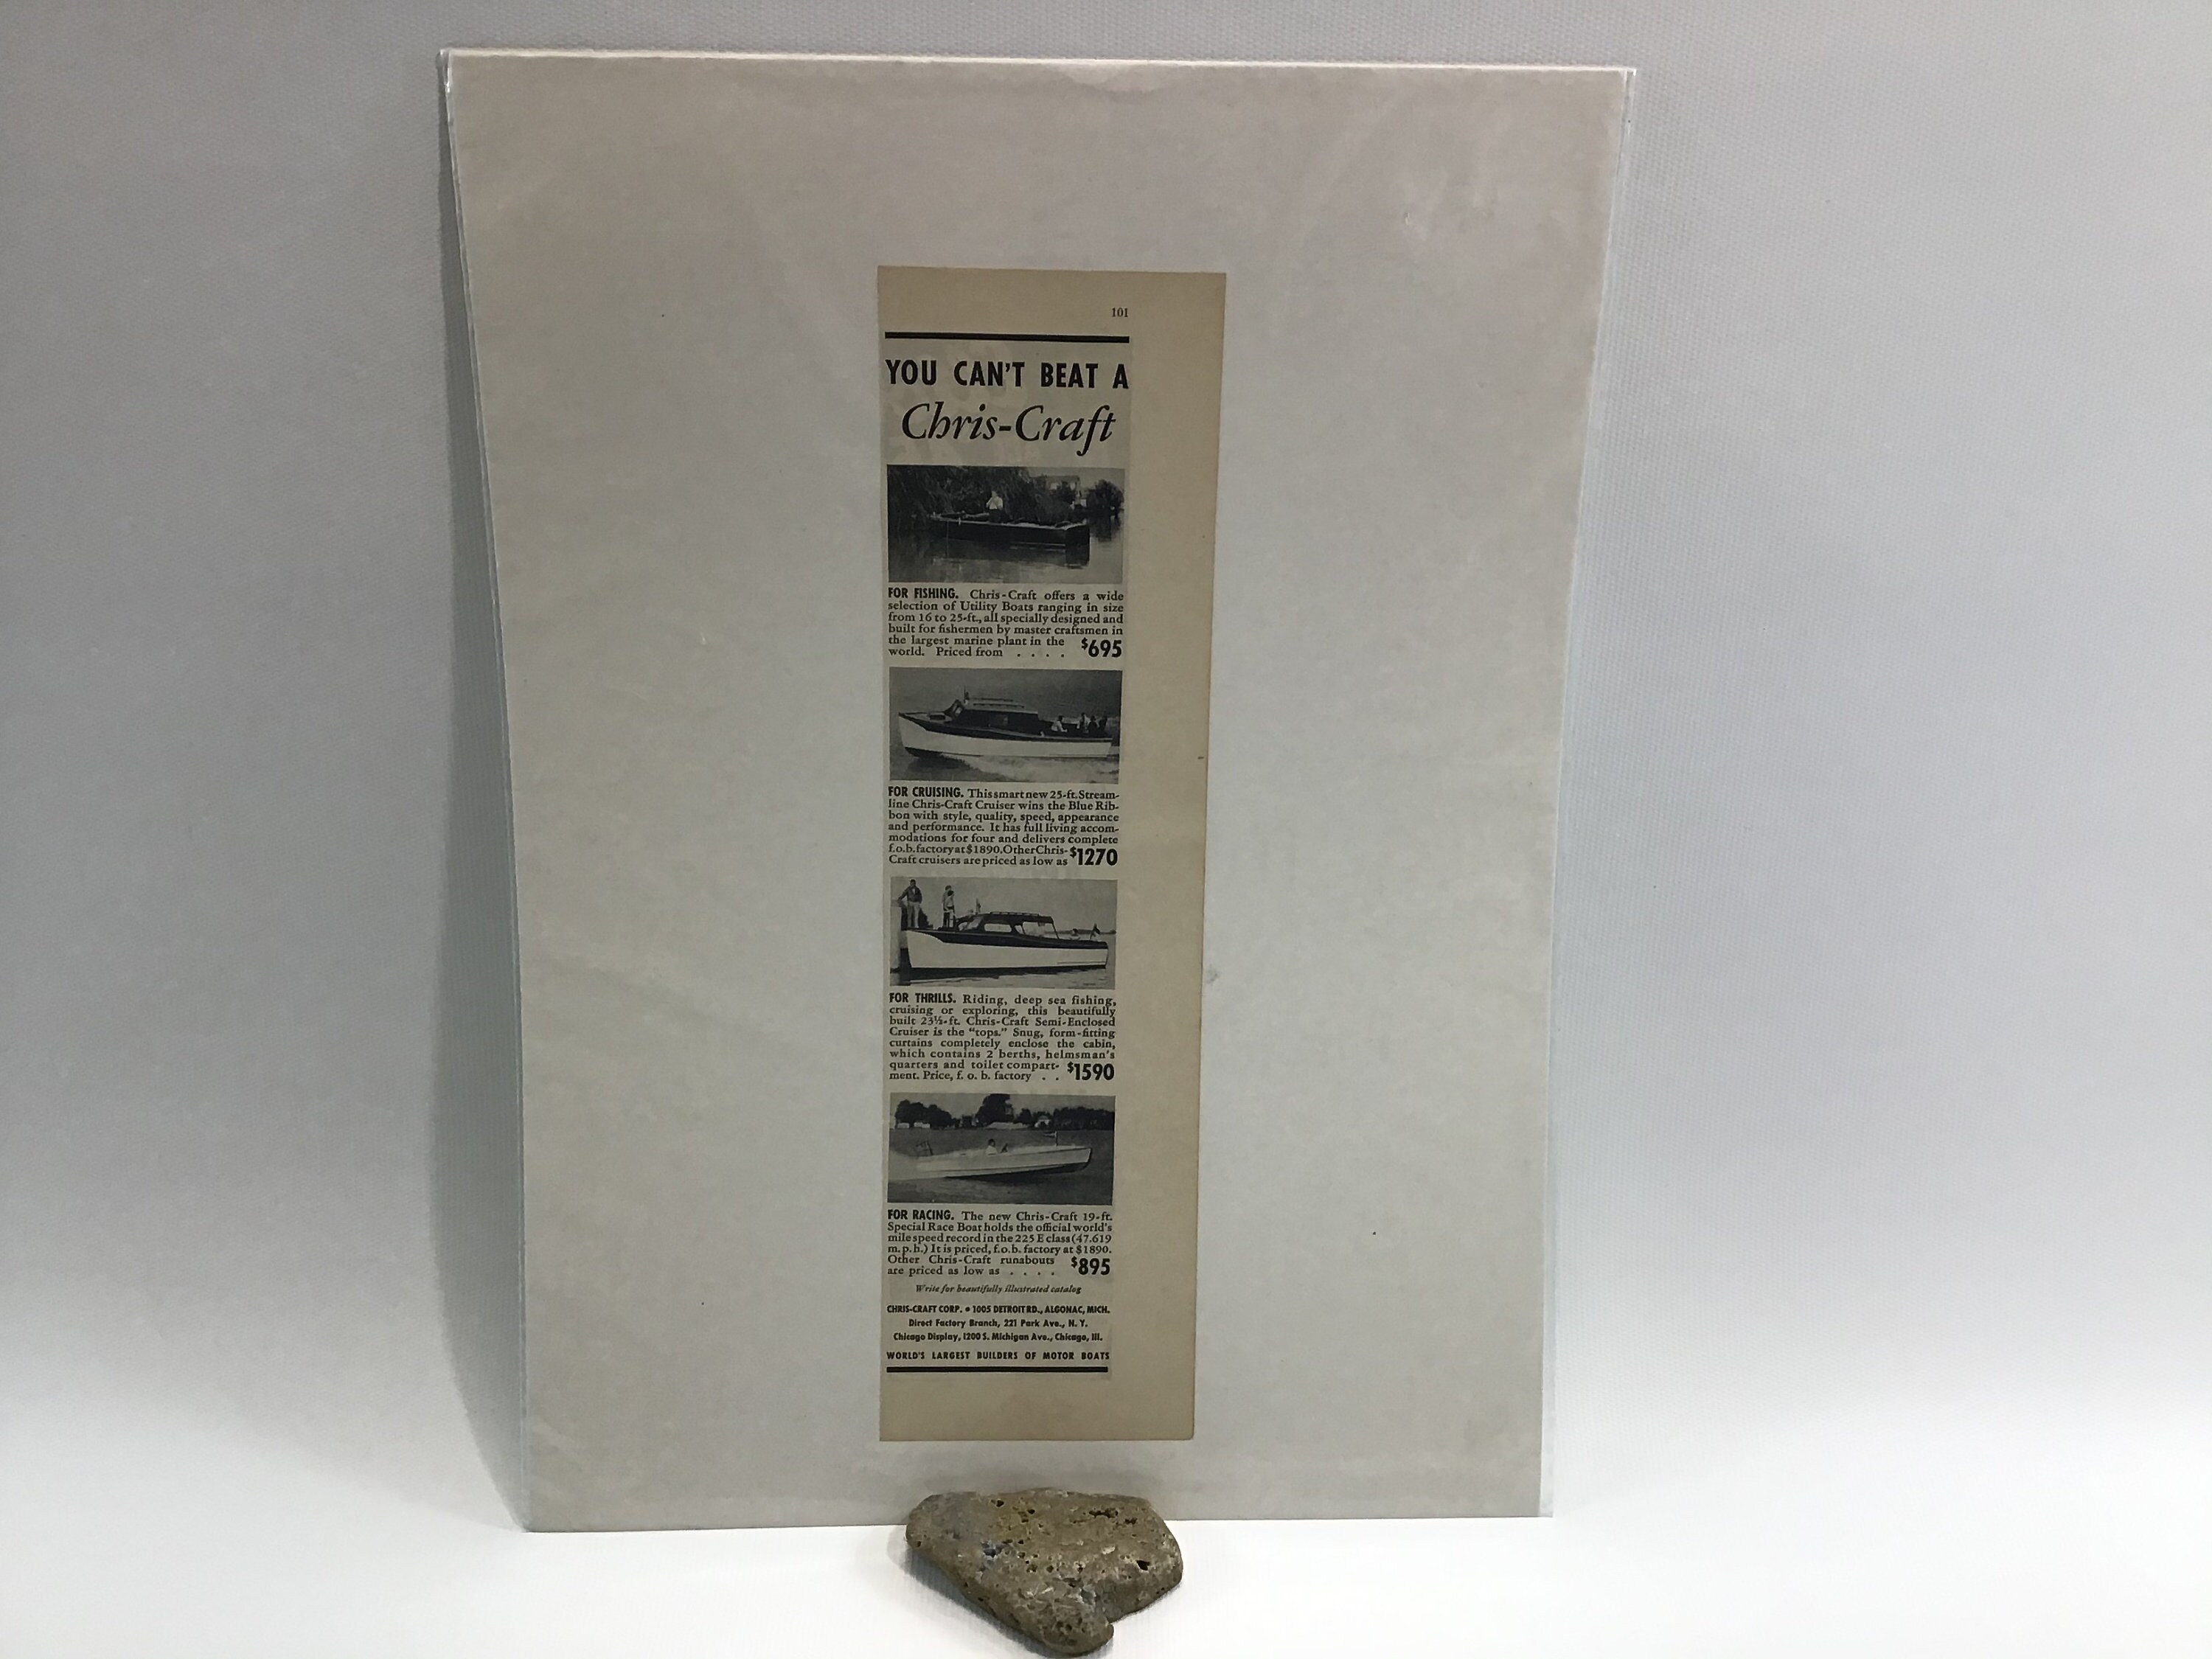 101
YOU CAN'T BEAT A
Chris-Craft
FOR FISHING. Chris-Craft offers a wide
selection of Utility Boats ranging in size
from 16 to 25-ft., all specially designed and
built for fishermen by master craftsmen in
the largest marine plant in the
world. Priced from . . . . $695
FOR CRUISING. This smart new 25-ft. Stream-
line Chris-Craft Cruiser wins the Blue Rib-
bon with style, quality, speed, appearance
and performance. It has full living accom-
modations for four and delivers complete
f.o.b. factory at $1890. Other Chris-
Craft cruisers are priced as low as $1270
FOR THRILLS. Riding, deep sea fishing,
cruising or exploring, this beautifully
built 23½-ft. Chris-Craft Semi-Enclosed
Cruiser is the "tops." Snug, form-fitting
curtains completely enclose the cabin,
which contains 2 berths, helmsman's
quarters and toilet compart-
ment. Price, f. o. b. factory . . $1590
FOR RACING. The new Chris-Craft 19-ft.
Special Race Boat holds the official world's
mile speed record in the 225 E class (47.619
m.p.h.) It is priced, f.o.b. factory at $1890.
Other Chris-Craft runabouts
are priced as low as . . . . $895
Write for beautifully illustrated catalog
CHRIS-CRAFT CORP. • 1005 DETROIT RD., ALGONAC, MICH.
Direct Factory Branch, 221 Park Ave., N. Y.
Chicago Display, 1200 S. Michigan Ave., Chicago, Ill.
WORLD'S LARGEST BUILDERS OF MOTOR BOATS